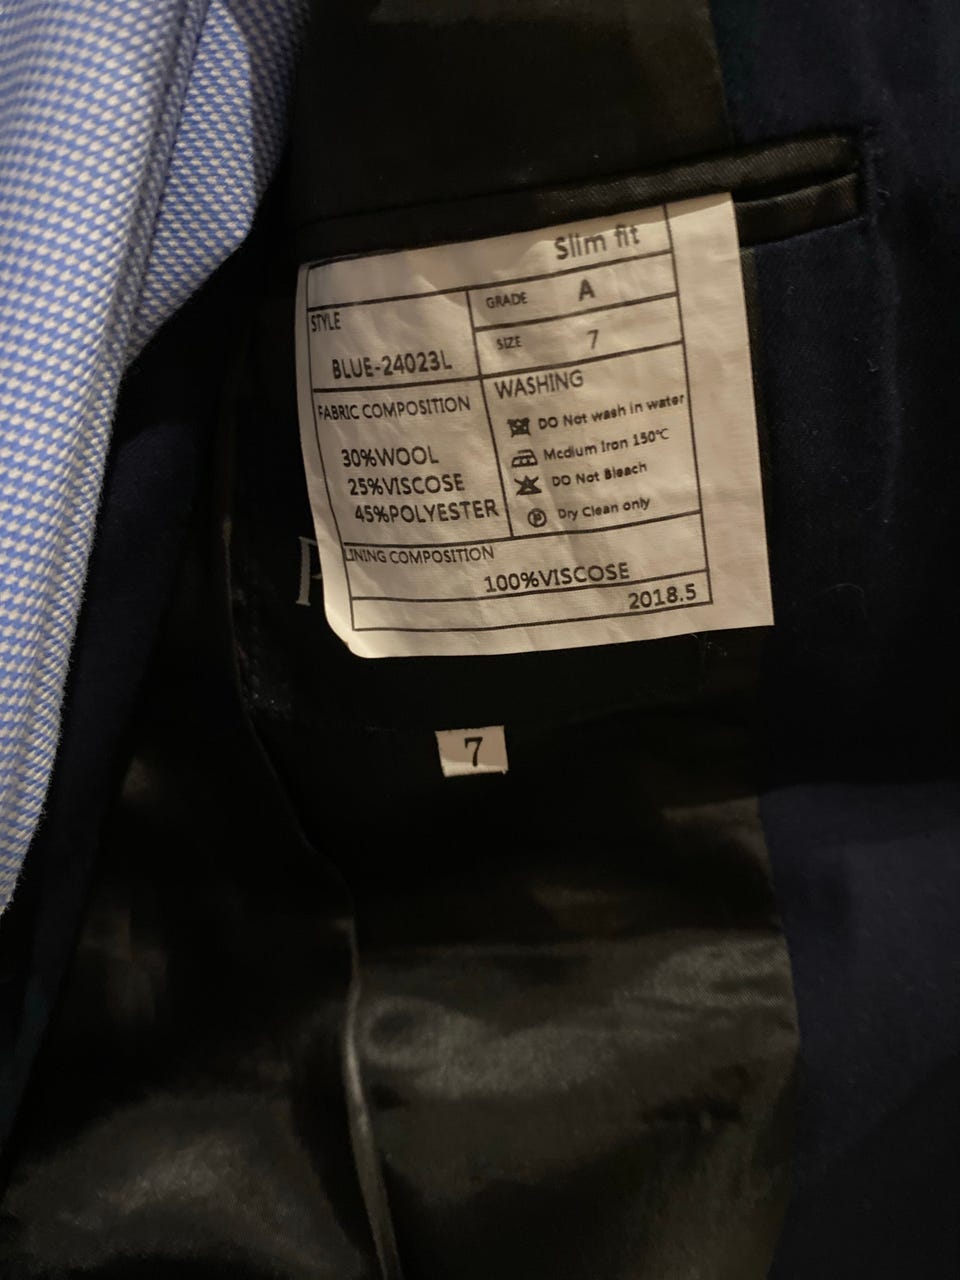 Slim fit
STYLE
BLUE-24023L
GRADE A
SIZE 7
FABRIC COMPOSITION
30%WOOL
25%VISCOSE
45%POLYESTER
WASHING
DO Not wash in water
Medium Iron 150℃
DO Not Bleach
P Dry Clean only
LINING COMPOSITION
100%VISCOSE
2018.5
7